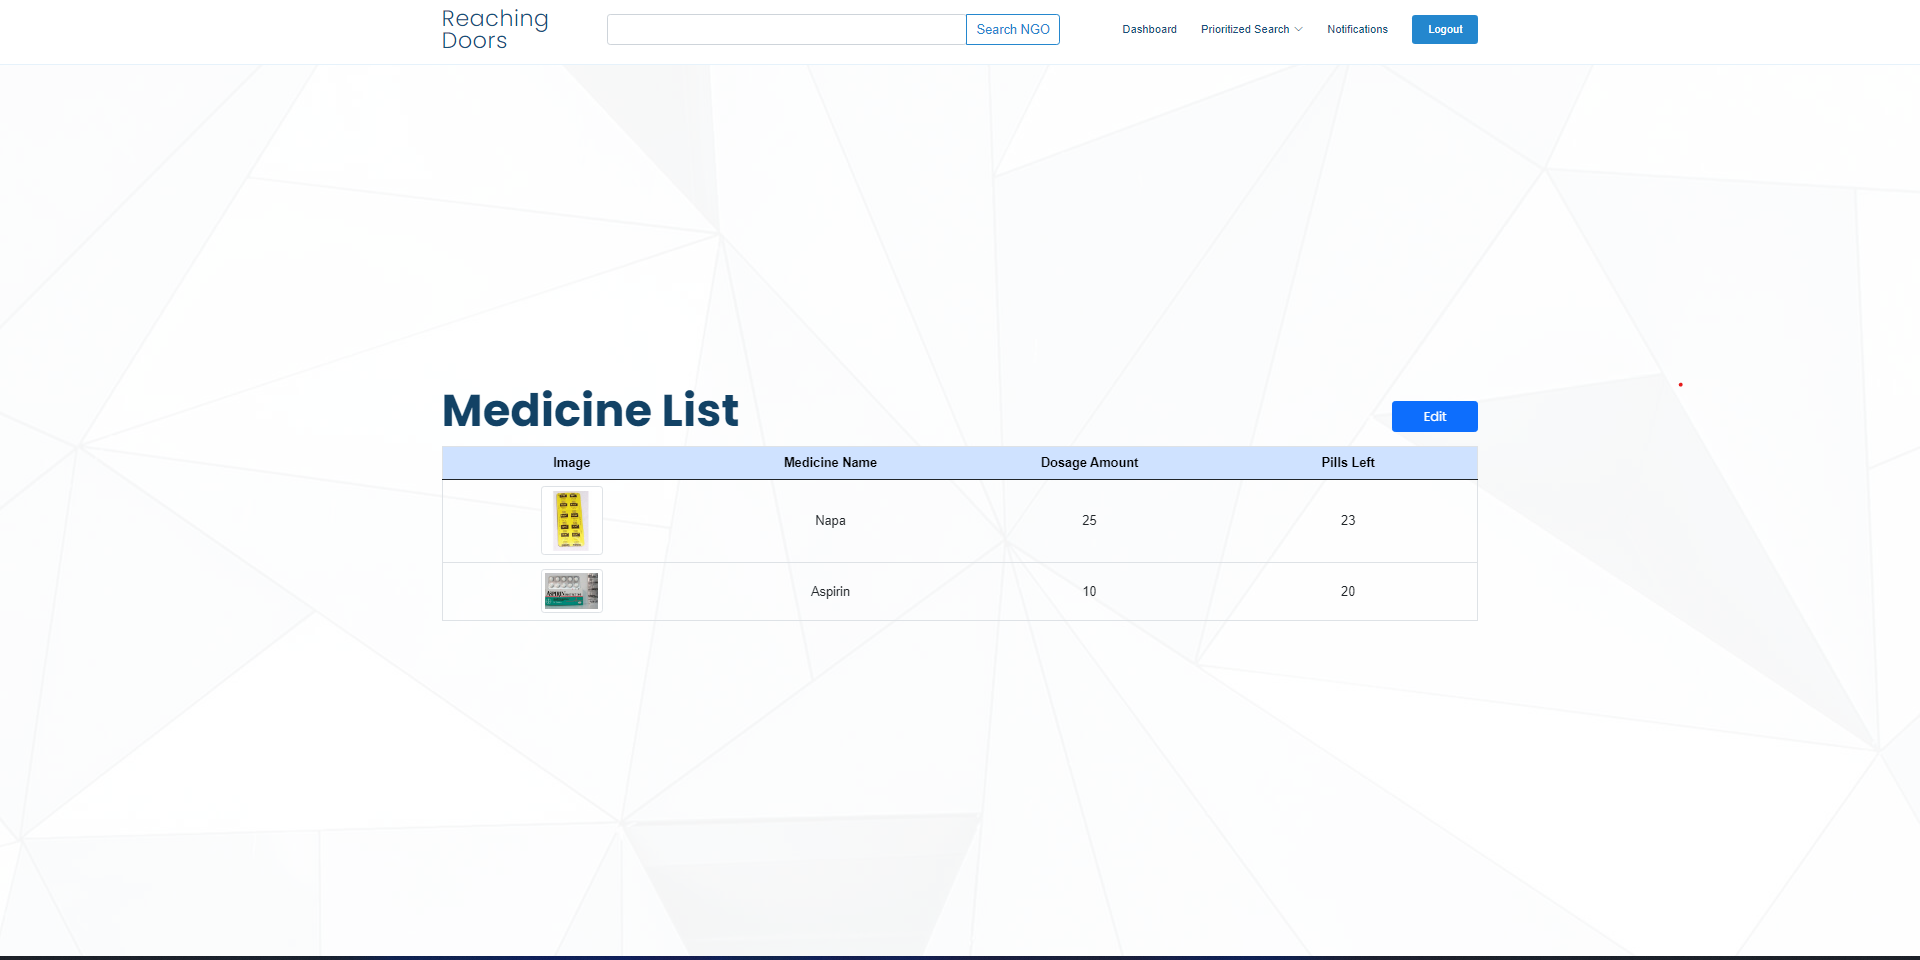 Reaching
Doors
Search NGO
Dashboard
Prioritized Search
Notifications
Logout
Medicine List
Edit
Image Medicine Name Dosage Amount Pills Left
Napa 25 23
ASPIRIN
Aspirin 10 20